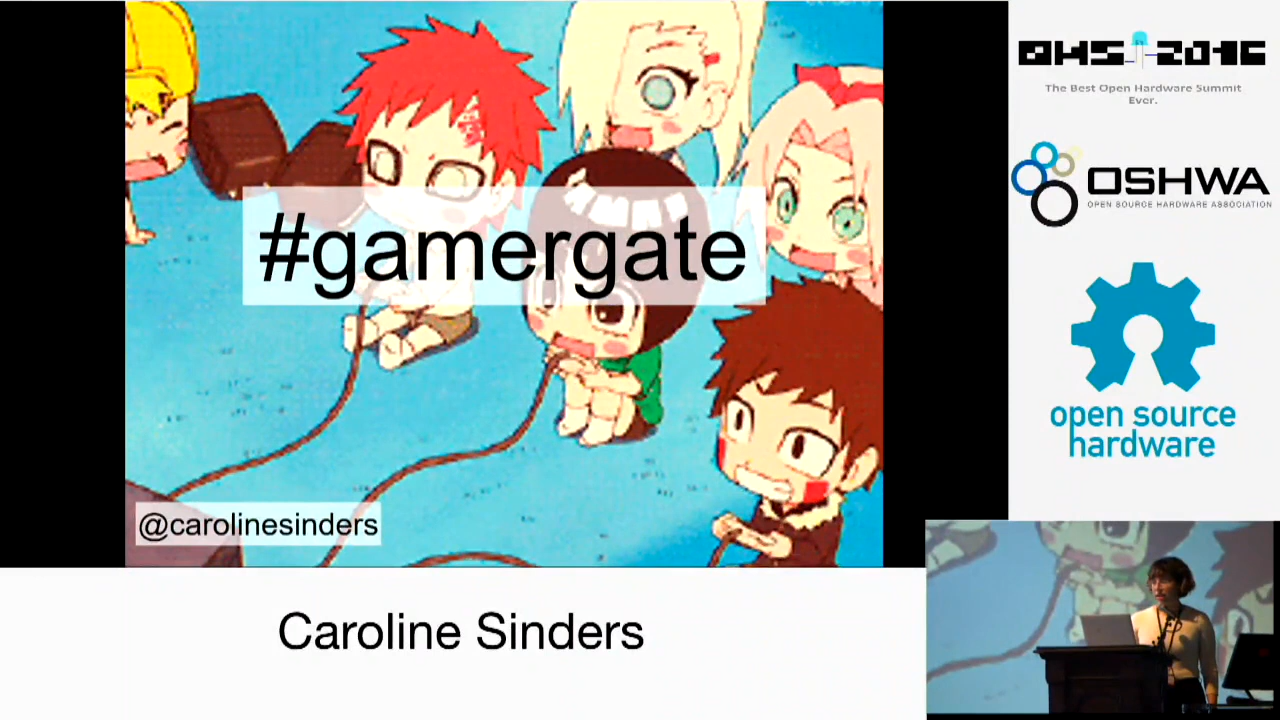 #gamergate
@carolinesinders
Caroline Sinders
OHS 2016
The Best Open Hardware Summit
Ever.
OSHWA
OPEN SOURCE HARDWARE ASSOCIATION
open source
hardware